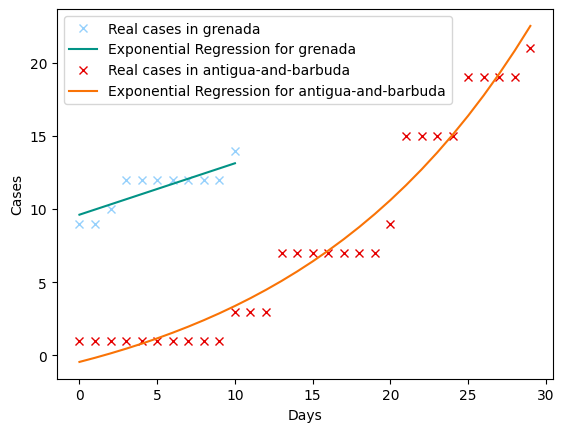 Real cases in grenada
Exponential Regression for grenada
Real cases in antigua-and-barbuda
Exponential Regression for antigua-and-barbuda
Cases
20
15
10
5
0
0 5 10 15 20 25 30
Days